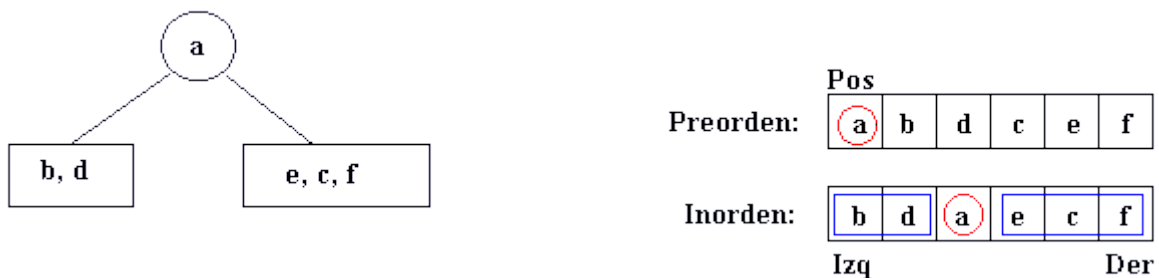 a
b, d
e, c, f
Pos
Preorden: a b d c e f
Inorden: b d a e c f
Izq Der